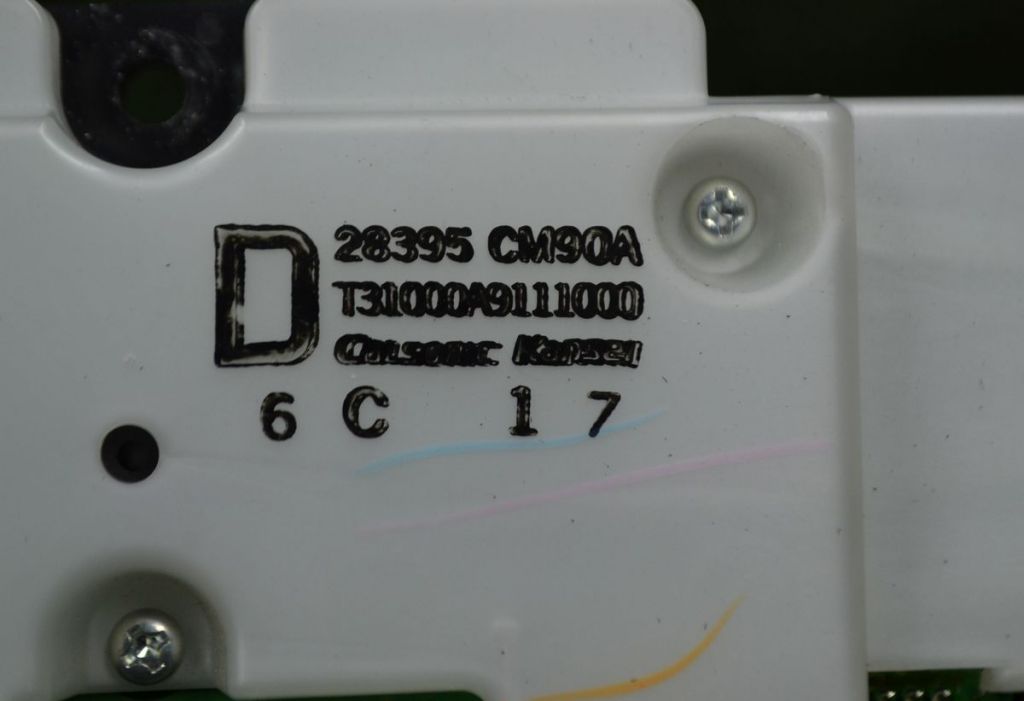 D
28395 CM90A
T31000A9111000
Calsonic Kansei
6 C 1 7